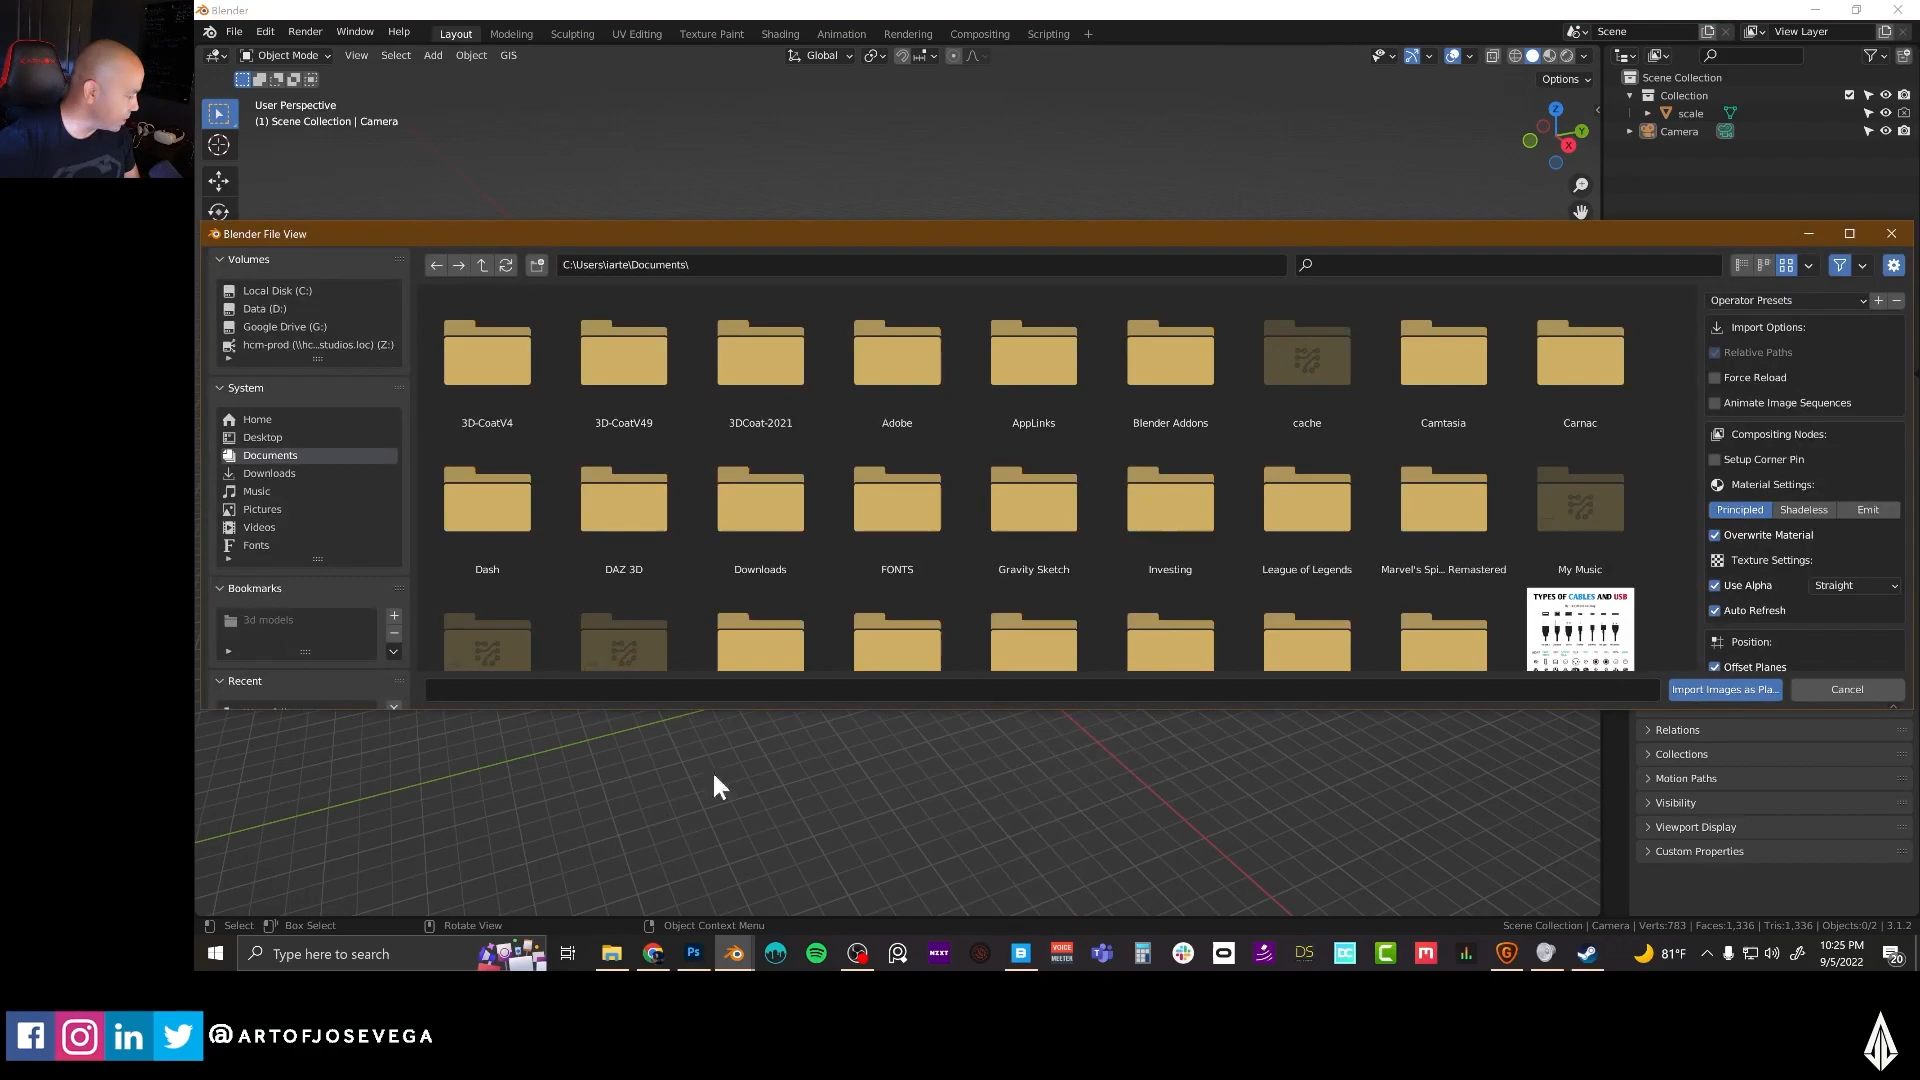 Blender
File Edit Render Window Help
Layout Modeling Sculpting UV Editing Texture Paint Shading Animation Rendering Compositing Scripting +
Scene
View Layer
Object Mode View Select Add Object GIS
Global
Options
User Perspective
(1) Scene Collection | Camera
Z
Y
X
Scene Collection
Collection
scale
Camera
Blender File View
Volumes
Local Disk (C:)
Data (D:)
Google Drive (G:)
hcm-prod (\\hc...studios.loc) (Z:)
System
Home
Desktop
Documents
Downloads
Music
Pictures
Videos
Fonts
Bookmarks
3d models
Recent
C:\Users\iarte\Documents\
3D-CoatV4 3D-CoatV49 3DCoat-2021 Adobe AppLinks Blender Addons cache Camtasia Carnac
Dash DAZ 3D Downloads FONTS Gravity Sketch Investing League of Legends Marvel's Spi... Remastered My Music
TYPES OF CABLES AND USB
Operator Presets
Import Options:
Relative Paths
Force Reload
Animate Image Sequences
Compositing Nodes:
Setup Corner Pin
Material Settings:
Principled Shadeless Emit
Overwrite Material
Texture Settings:
Use Alpha Straight
Auto Refresh
Position:
Offset Planes
Import Images as Pla... Cancel
Relations
Collections
Motion Paths
Visibility
Viewport Display
Custom Properties
Select Box Select Rotate View Object Context Menu
Scene Collection | Camera | Verts:783 | Faces:1,336 | Tris:1,336 | Objects:0/2 | 3.1.2
Type here to search
Ps
NZXT
B
VOICE MEETER
DS
C
M
G
81°F
10:25 PM
9/5/2022
20
@ARTOFJOSEVEGA